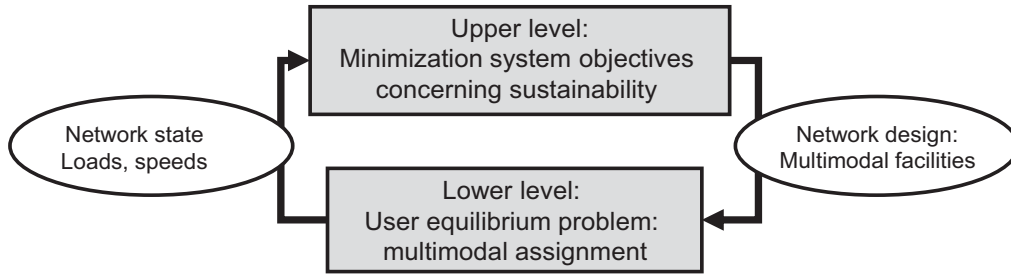 Upper level:
Minimization system objectives
concerning sustainability
Network state
Loads, speeds
Network design:
Multimodal facilities
Lower level:
User equilibrium problem:
multimodal assignment